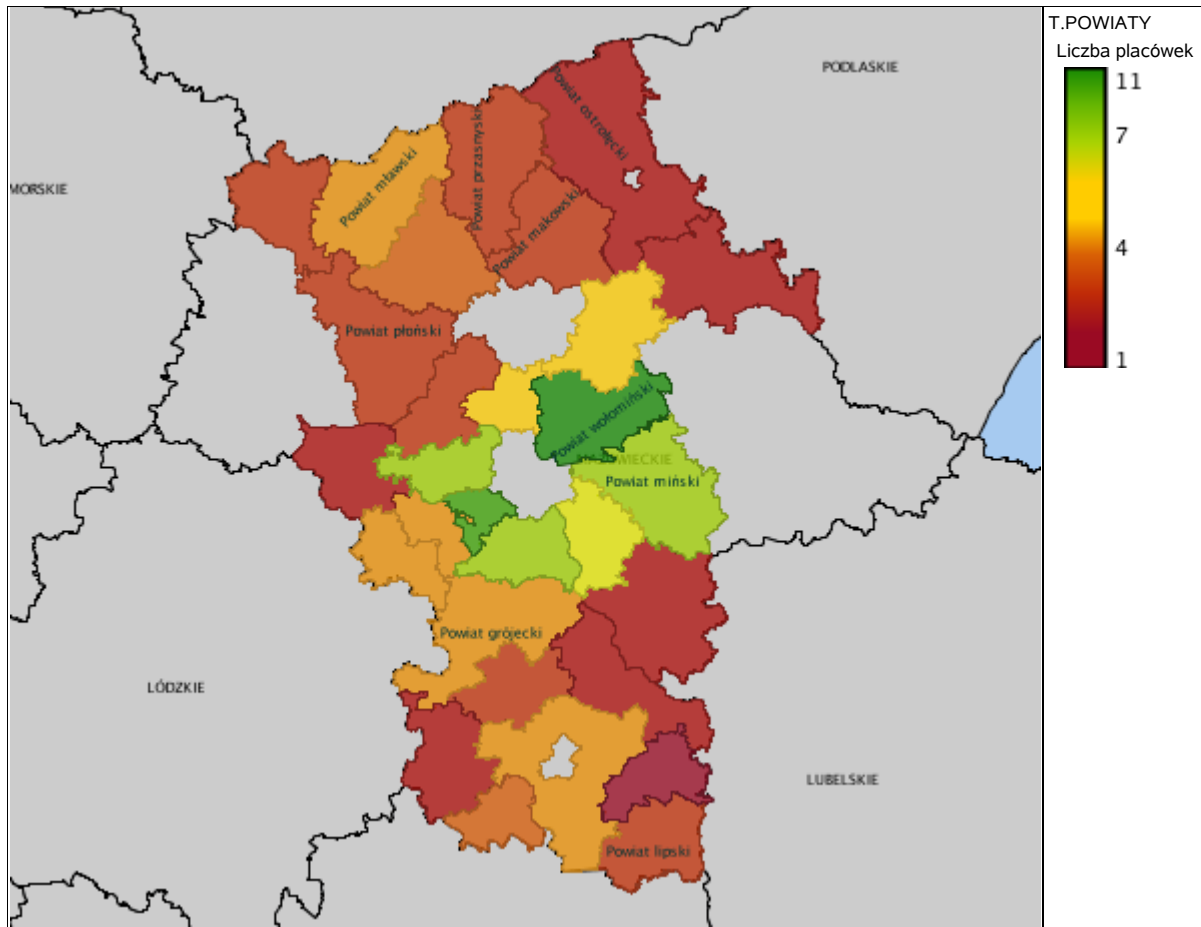 T.POWIATY
Liczba placówek
11
7
4
1
PODLASKIE
Powiat ostrołęcki
Powiat przasnyski
Powiat mławski
MORSKIE
Powiat makowski
Powiat płoński
Powiat wołomiński
Powiat miński
Powiat grójecki
ŁÓDZKIE
LUBELSKIE
Powiat lipski